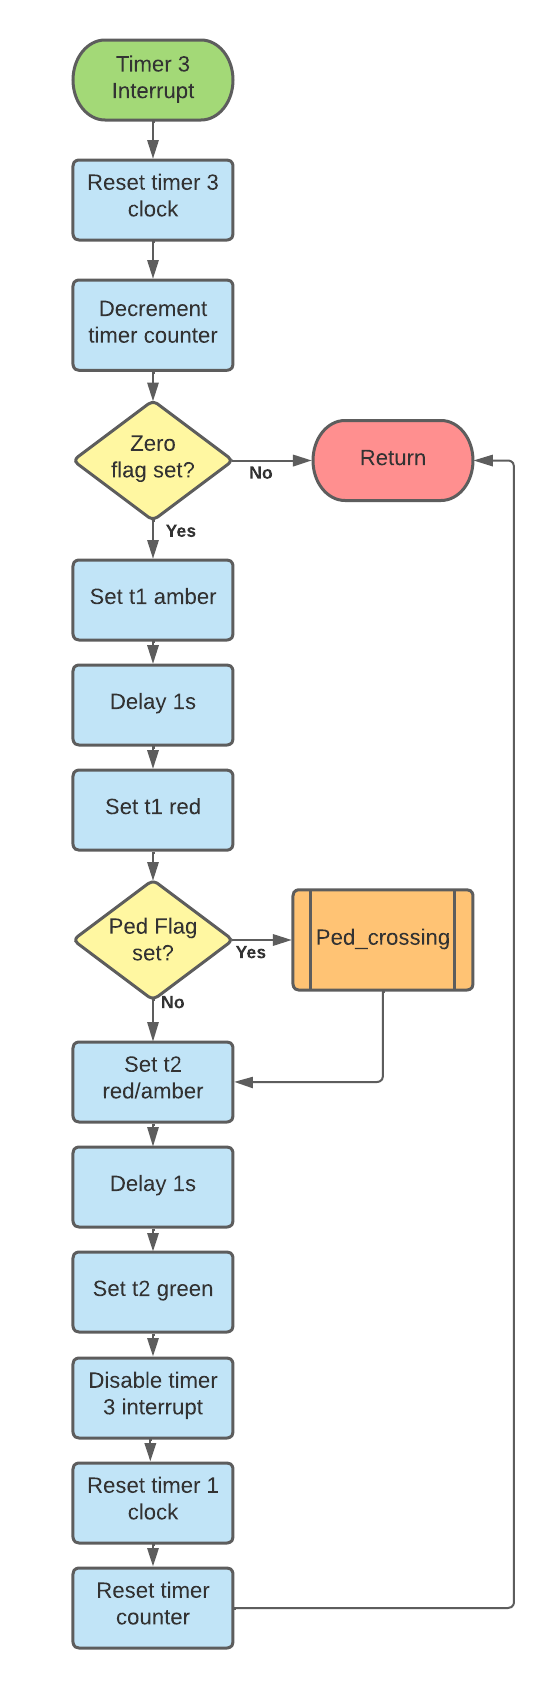 Timer 3
Interrupt
Reset timer 3
clock
Decrement
timer counter
Zero
flag set?
No
Return
Yes
Set t1 amber
Delay 1s
Set t1 red
Ped Flag
set?
Yes
Ped_crossing
No
Set t2
red/amber
Delay 1s
Set t2 green
Disable timer
3 interrupt
Reset timer 1
clock
Reset timer
counter